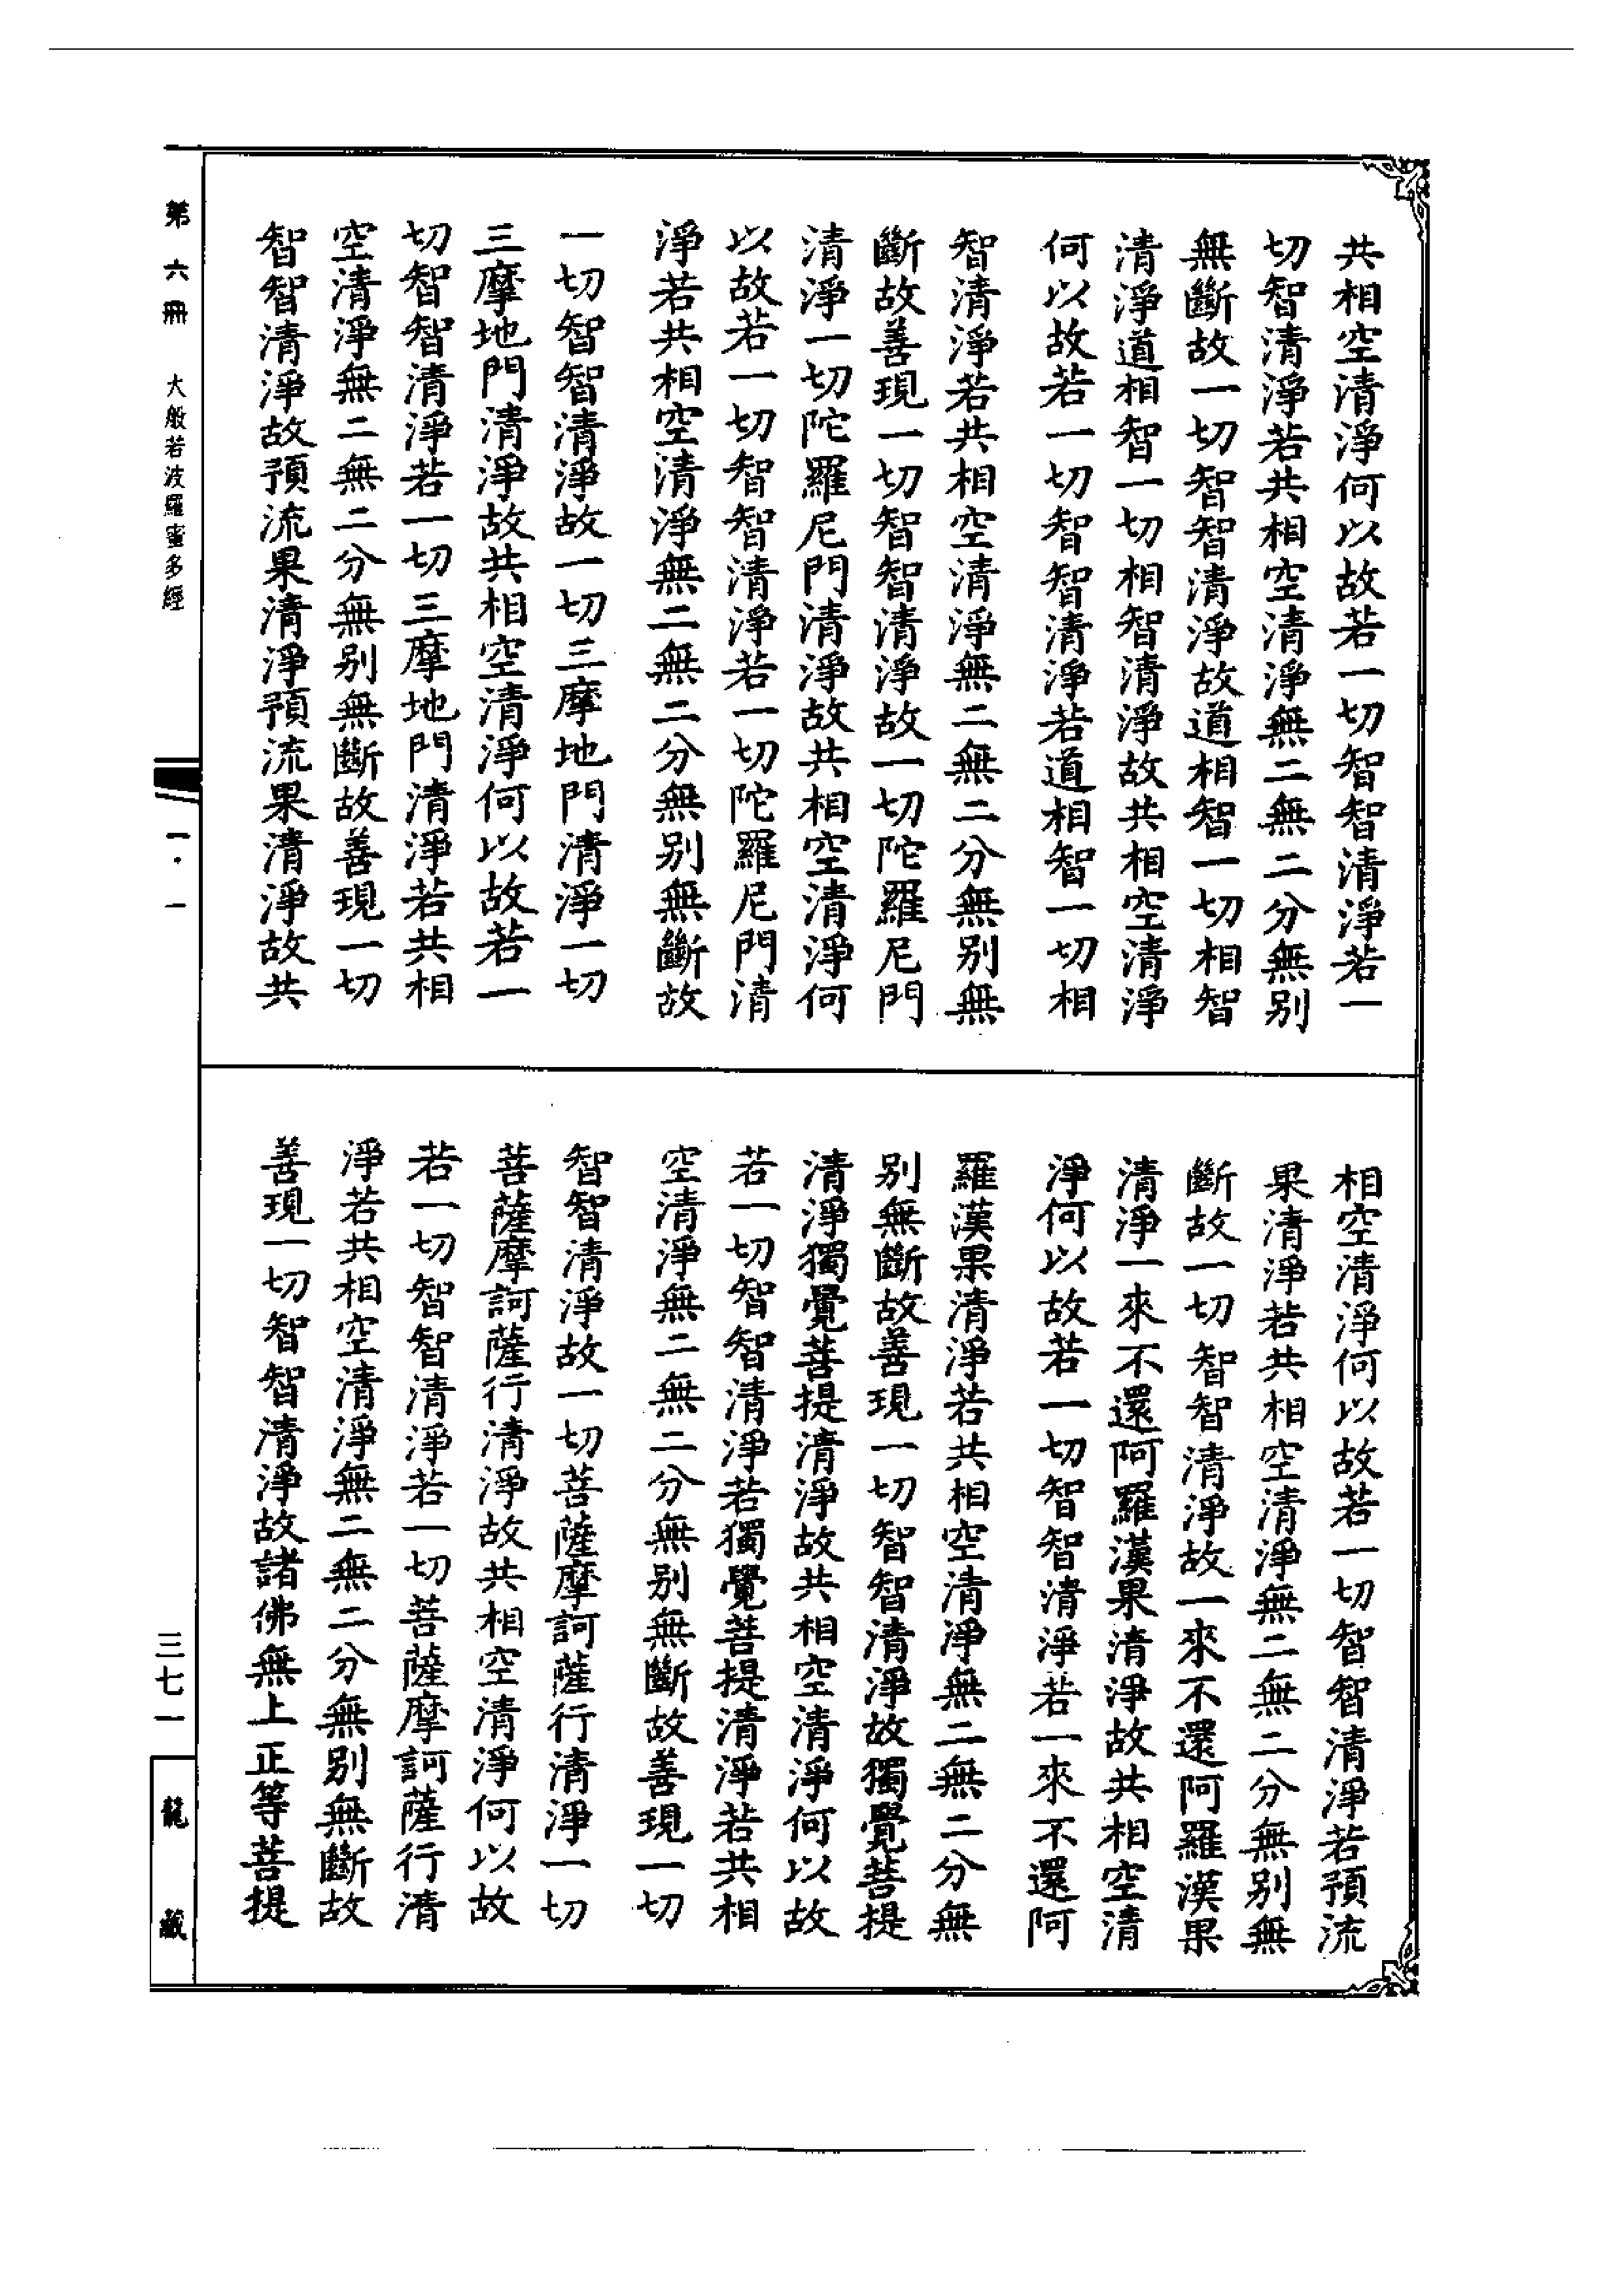 共相空清淨何以故若一切智智清淨若一
切智清淨若共相空清淨無二無二分無别
無斷故一切智智清淨故道相智一切相智
清淨道相智一切相智清淨故共相空清淨
何以故若一切智智清淨若道相智一切相
智清淨若共相空清淨無二無二分無别無
斷故善現一切智智清淨故一切陀羅尼門
清淨一切陀羅尼門清淨故共相空清淨何
以故若一切智智清淨若一切陀羅尼門清
淨若共相空清淨無二無二分無别無斷故
一切智智清淨故一切三摩地門清淨一切
三摩地門清淨故共相空清淨何以故若一
切智智清淨若一切三摩地門清淨若共相
空清淨無二無二分無别無斷故善現一切
智智清淨故預流果清淨預流果清淨故共
相空清淨何以故若一切智智清淨若預流
果清淨若共相空清淨無二無二分無别無
斷故一切智智清淨故一來不還阿羅漢果
清淨一來不還阿羅漢果清淨故共相空清
淨何以故若一切智智清淨若一來不還阿
羅漢果清淨若共相空清淨無二無二分無
别無斷故善現一切智智清淨故獨覺菩提
清淨獨覺菩提清淨故共相空清淨何以故
若一切智智清淨若獨覺菩提清淨若共相
空清淨無二無二分無别無斷故善現一切
智智清淨故一切菩薩摩訶薩行清淨一切
菩薩摩訶薩行清淨故共相空清淨何以故
若一切智智清淨若一切菩薩摩訶薩行清
淨若共相空清淨無二無二分無别無斷故
善現一切智智清淨故諸佛無上正等菩提
第六冊 大般若波羅蜜多經 一·一 三七一 龍藏